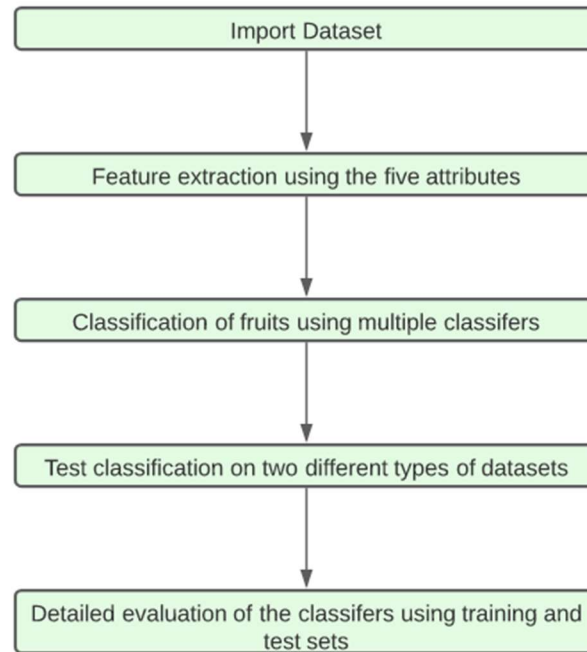 Import Dataset
Feature extraction using the five attributes
Classification of fruits using multiple classifers
Test classification on two different types of datasets
Detailed evaluation of the classifers using training and
test sets